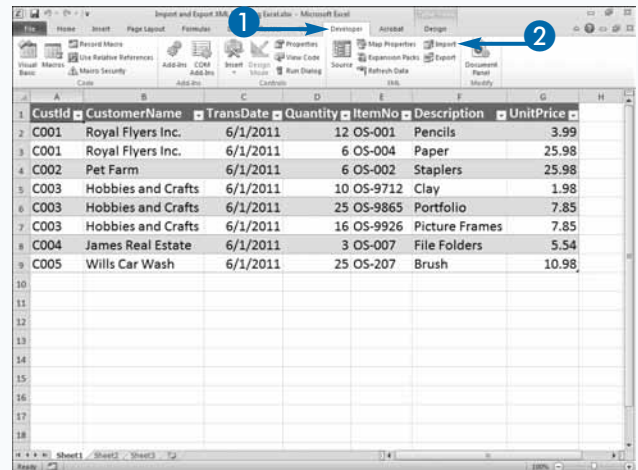 Import and Export XML Excel.xlsx - Microsoft Excel
1
File Home Insert Page Layout Formulas Developer Acrobat Design
2
Visual Basic
Macros
Record Macro
Use Relative References
Macro Security
Code
Add-Ins
COM Add-Ins
Add-Ins
Insert
Design Mode
Properties
View Code
Run Dialog
Controls
Source
Map Properties
Expansion Packs
Refresh Data
Import
Export
XML
Document Panel
Modify
A B C D E F G H
1 CustId CustomerName TransDate Quantity ItemNo Description UnitPrice
2 C001 Royal Flyers Inc. 6/1/2011 12 OS-001 Pencils 3.99
3 C001 Royal Flyers Inc. 6/1/2011 6 OS-004 Paper 25.98
4 C002 Pet Farm 6/1/2011 6 OS-002 Staplers 25.98
5 C003 Hobbies and Crafts 6/1/2011 10 OS-9712 Clay 1.98
6 C003 Hobbies and Crafts 6/1/2011 25 OS-9865 Portfolio 7.85
7 C003 Hobbies and Crafts 6/1/2011 16 OS-9926 Picture Frames 7.85
8 C004 James Real Estate 6/1/2011 3 OS-007 File Folders 5.54
9 C005 Wills Car Wash 6/1/2011 25 OS-207 Brush 10.98
10
11
12
13
14
15
16
17
18
Sheet1 Sheet2 Sheet3
Ready 100%